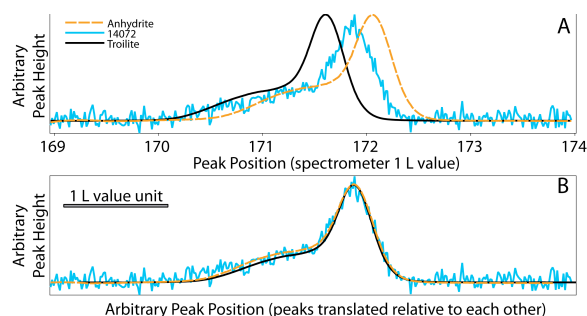 Anhydrite
14072
Troilite
A
Arbitrary
Peak Height
169 170 171 172 173 174
Peak Position (spectrometer 1 L value)
1 L value unit
B
Arbitrary
Peak Height
Arbitrary Peak Position (peaks translated relative to each other)